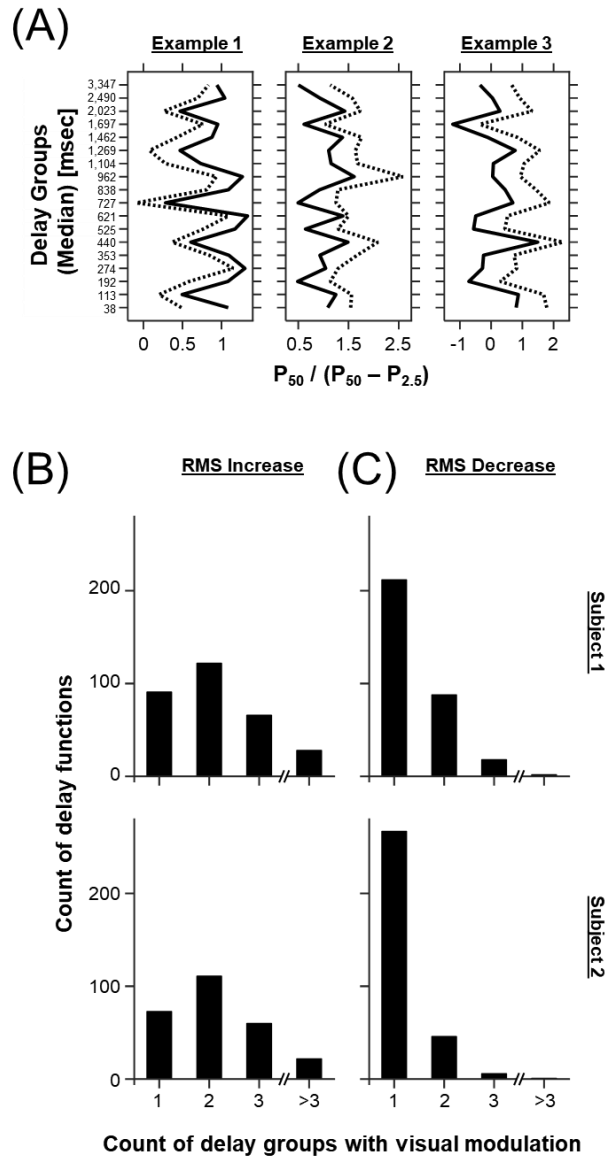 (A)
Example 1
Example 2
Example 3
Delay Groups
(Median) [msec]
3,347
2,490
2,023
1,697
1,462
1,269
1,104
962
838
727
621
525
440
353
274
192
113
38
0 0.5 1
0.5 1.5 2.5
-1 0 1 2
P50 / (P50 – P2.5)
(B)
RMS Increase
(C)
RMS Decrease
Count of delay functions
200
100
0
Subject 1
200
100
0
Subject 2
1 2 3 >3
1 2 3 >3
Count of delay groups with visual modulation